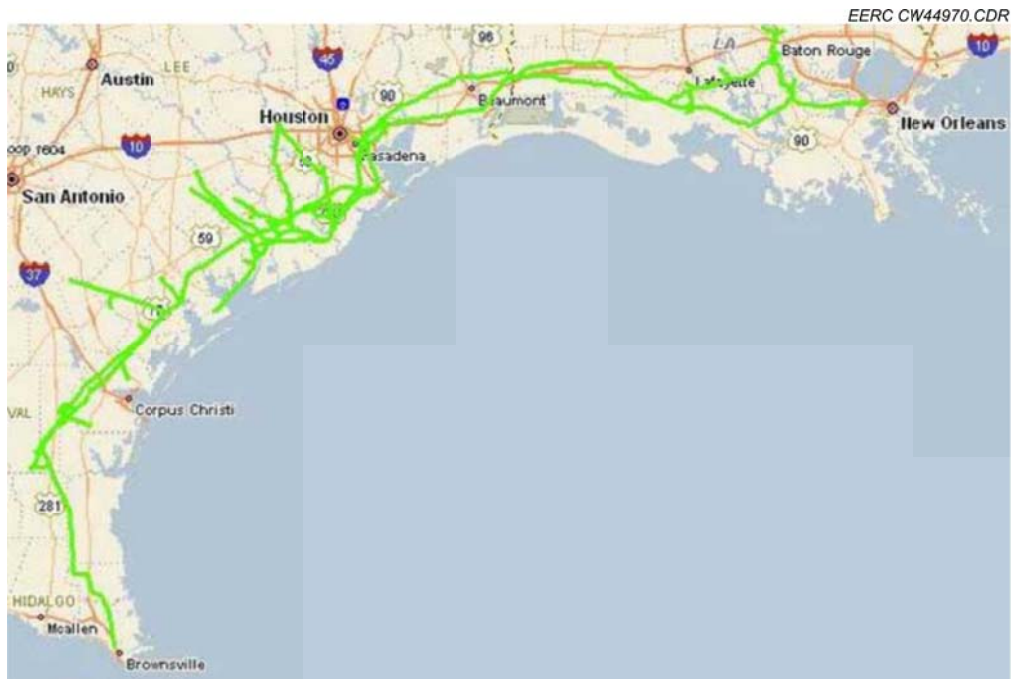 EERC CW44970.CDR
96
LA
Baton Rouge
10
45
Austin
LEE
HAYS
Lafayette
90
Beaumont
Houston
New Orleans
10
90
Pasadena
San Antonio
59
37
Corpus Christi
281
HIDALGO
Mcallen
Brownsville